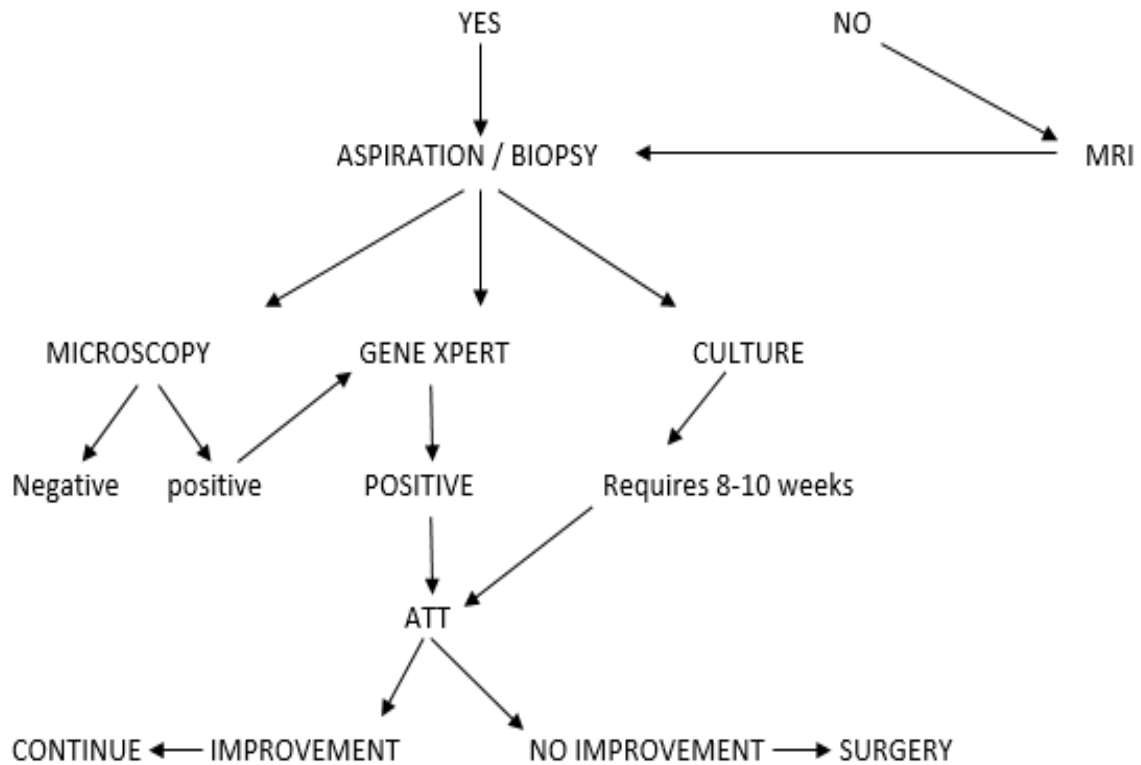 YES
NO
ASPIRATION / BIOPSY
MRI
MICROSCOPY
GENE XPERT
CULTURE
Negative
positive
POSITIVE
Requires 8-10 weeks
ATT
CONTINUE
IMPROVEMENT
NO IMPROVEMENT
SURGERY